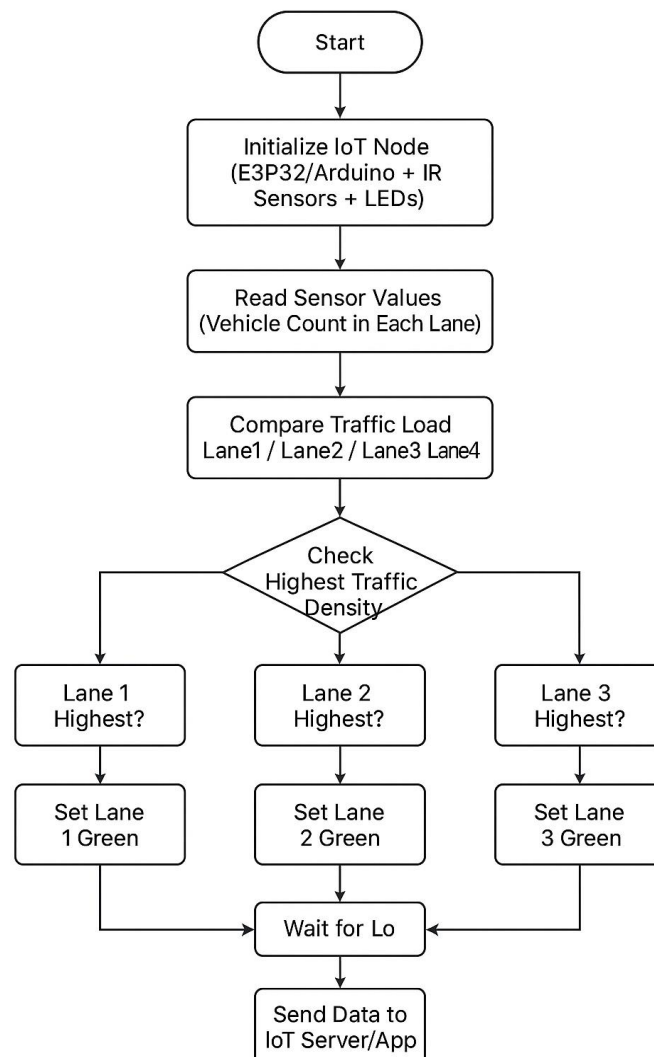 Start
Initialize IoT Node
(E3P32/Arduino + IR
Sensors + LEDs)
Read Sensor Values
(Vehicle Count in Each Lane)
Compare Traffic Load
Lane1 / Lane2 / Lane3 Lane4
Check
Highest Traffic
Density
Lane 1
Highest?
Lane 2
Highest?
Lane 3
Highest?
Set Lane
1 Green
Set Lane
2 Green
Set Lane
3 Green
Wait for Lo
Send Data to
IoT Server/App